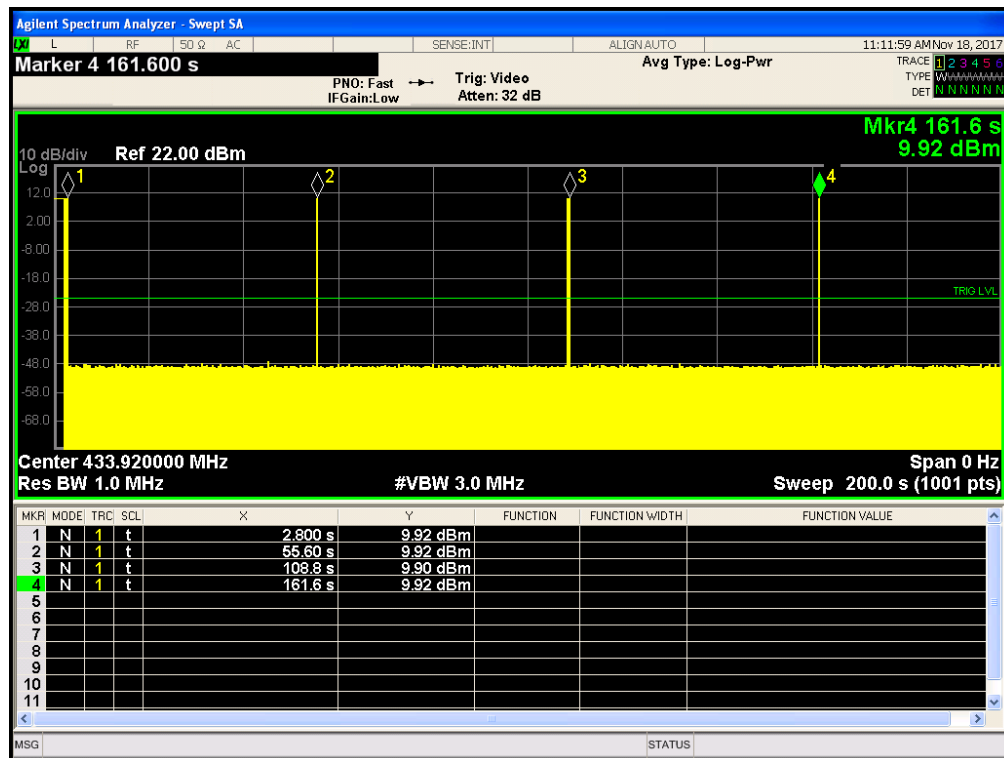 Agilent Spectrum Analyzer - Swept SA
LXI L RF 50 Ω AC SENSE:INT ALIGNAUTO 11:11:59 AM Nov 18, 2017
Marker 4 161.600 s
PNO: Fast
IFGain:Low
Trig: Video
Atten: 32 dB
Avg Type: Log-Pwr
TRACE 1 2 3 4 5 6
TYPE WWWWWW
DET N N N N N N
Mkr4 161.6 s
9.92 dBm
10 dB/div Ref 22.00 dBm
Log
1 2 3 4
12.0
2.00
-8.00
-18.0
TRIG LVL
-28.0
-38.0
-48.0
-58.0
-68.0
Center 433.920000 MHz Span 0 Hz
Res BW 1.0 MHz #VBW 3.0 MHz Sweep 200.0 s (1001 pts)
MKR MODE TRC SCL X Y FUNCTION FUNCTION WIDTH FUNCTION VALUE
1 N 1 t 2.800 s 9.92 dBm
2 N 1 t 55.60 s 9.92 dBm
3 N 1 t 108.8 s 9.90 dBm
4 N 1 t 161.6 s 9.92 dBm
5
6
7
8
9
10
11
MSG STATUS